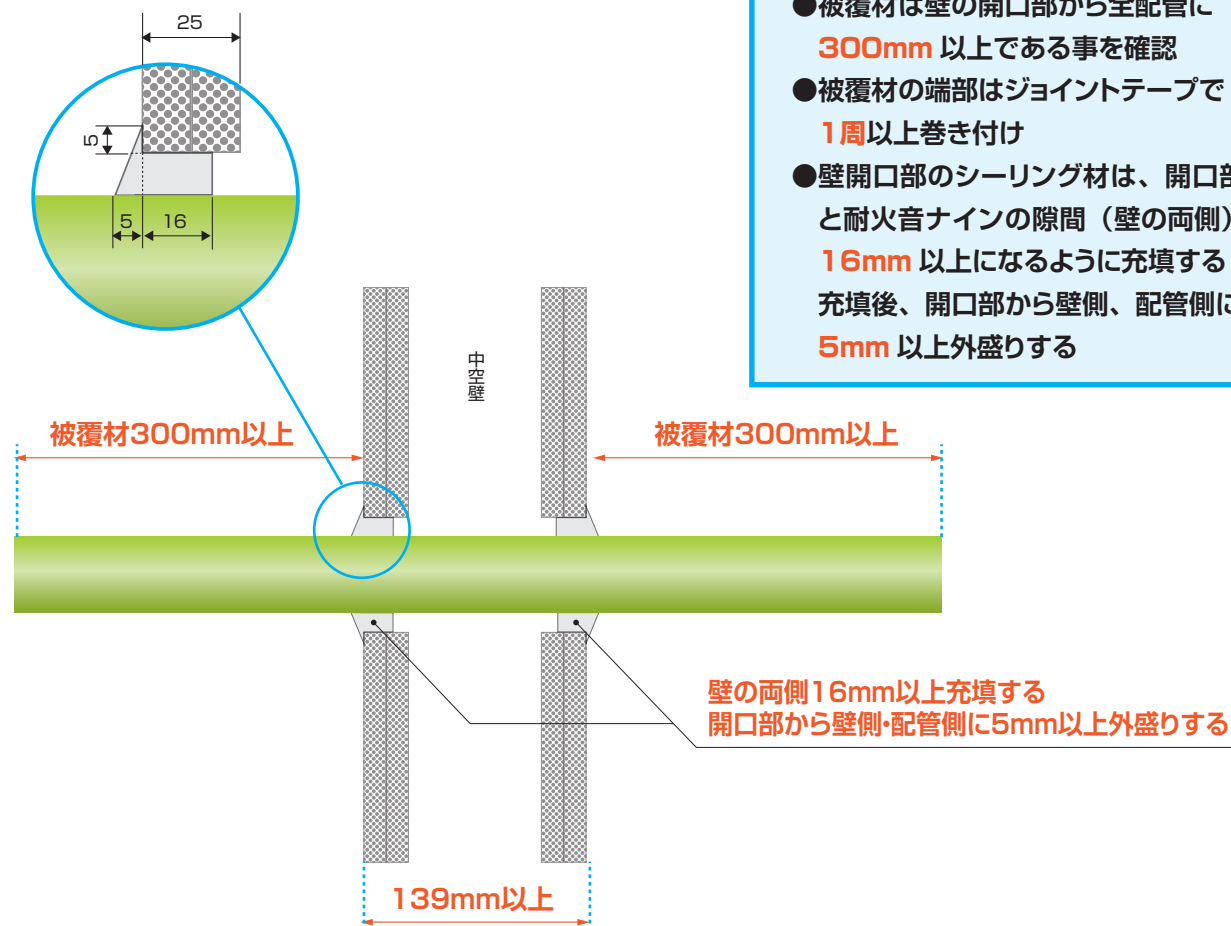 25
5
5
16
●被覆材は壁の開口部から全配管に
300mm 以上である事を確認
●被覆材の端部はジョイントテープで
1周以上巻き付け
●壁開口部のシーリング材は、開口部
と耐火音ナインの隙間（壁の両側）
16mm 以上になるように充填する
充填後、開口部から壁側、配管側に
5mm 以上外盛りする
中空壁
被覆材300mm以上
被覆材300mm以上
壁の両側16mm以上充填する
開口部から壁側・配管側に5mm以上外盛りする
139mm以上